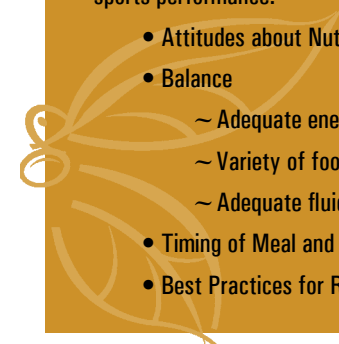 sports performance:
• Attitudes about Nut
• Balance
~ Adequate ene
~ Variety of foo
~ Adequate flui
• Timing of Meal and
• Best Practices for R